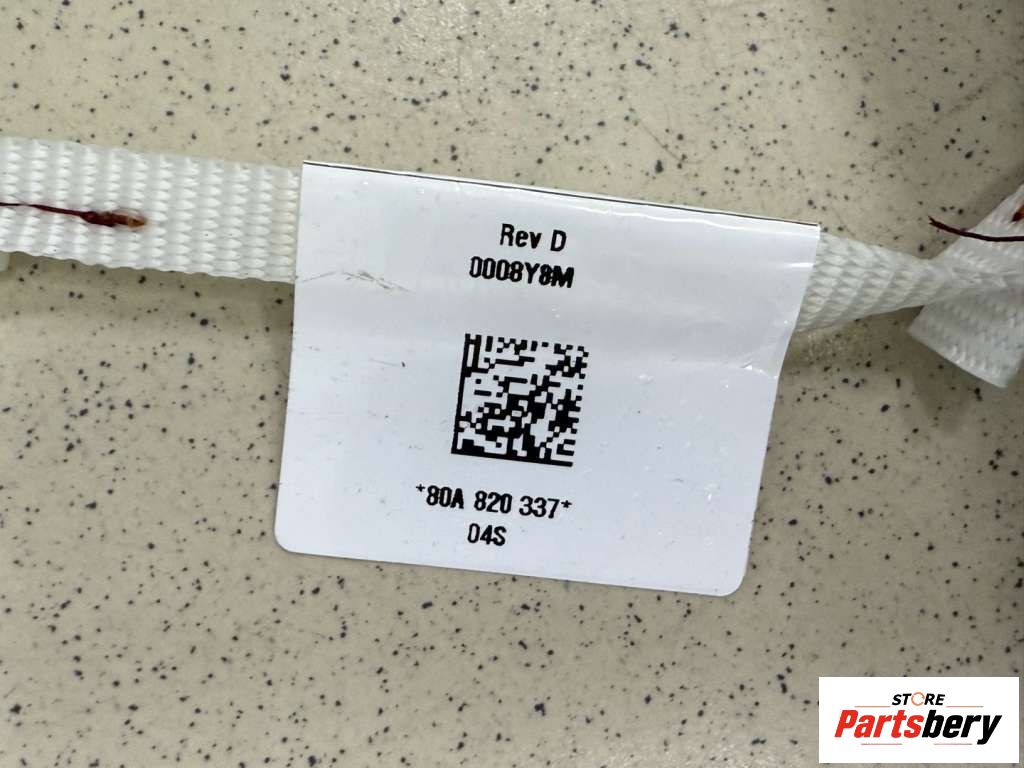 Rev D
0008Y8M
*80A 820 337*
04S
STORE
Partsbery